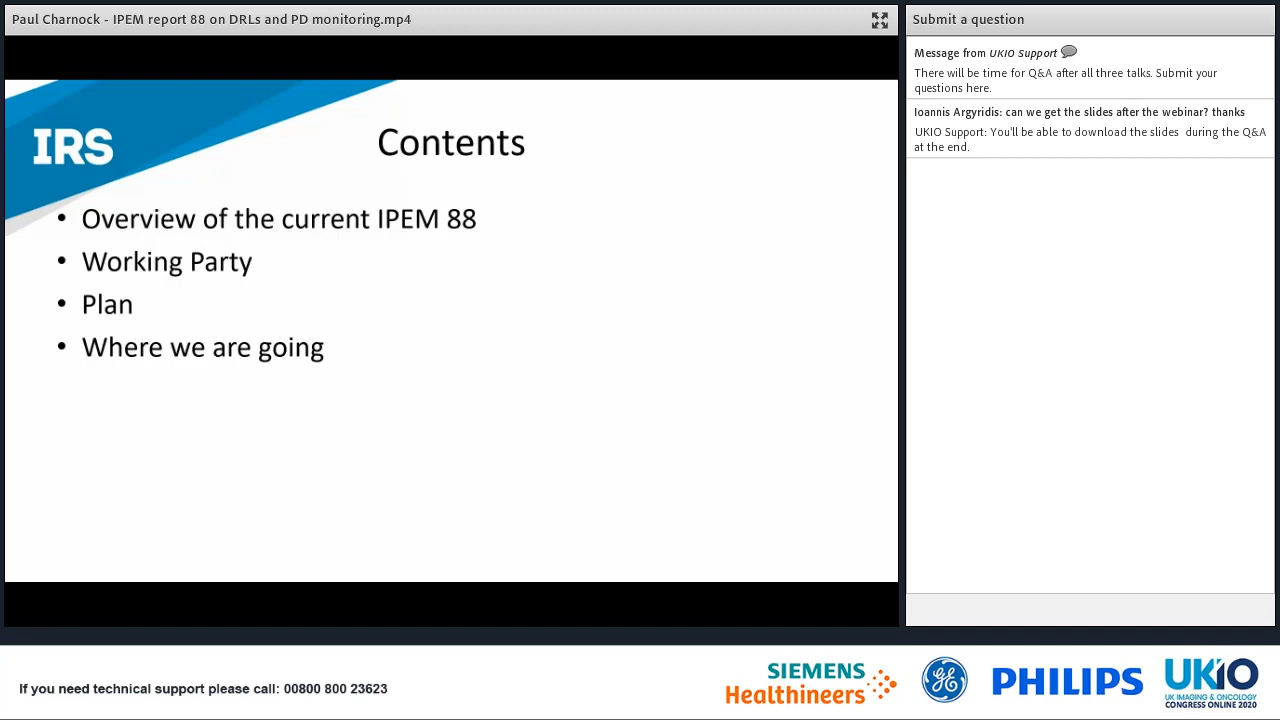 Paul Charnock - IPEM report 88 on DRLs and PD monitoring.mp4
IRS
Contents
• Overview of the current IPEM 88
• Working Party
• Plan
• Where we are going
Submit a question
Message from UKIO Support
There will be time for Q&A after all three talks. Submit your
questions here.
Ioannis Argyridis: can we get the slides after the webinar? thanks
UKIO Support: You'll be able to download the slides during the Q&A
at the end.
If you need technical support please call: 00800 800 23623
SIEMENS
Healthineers
GE
PHILIPS
UKIO
UK IMAGING & ONCOLOGY
CONGRESS ONLINE 2020